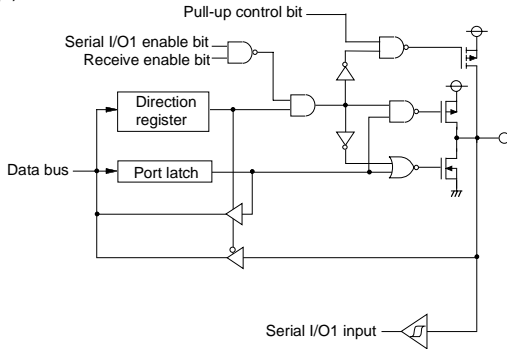 Pull-up control bit
Serial I/O1 enable bit
Receive enable bit
Direction
register
Data bus
Port latch
Serial I/O1 input